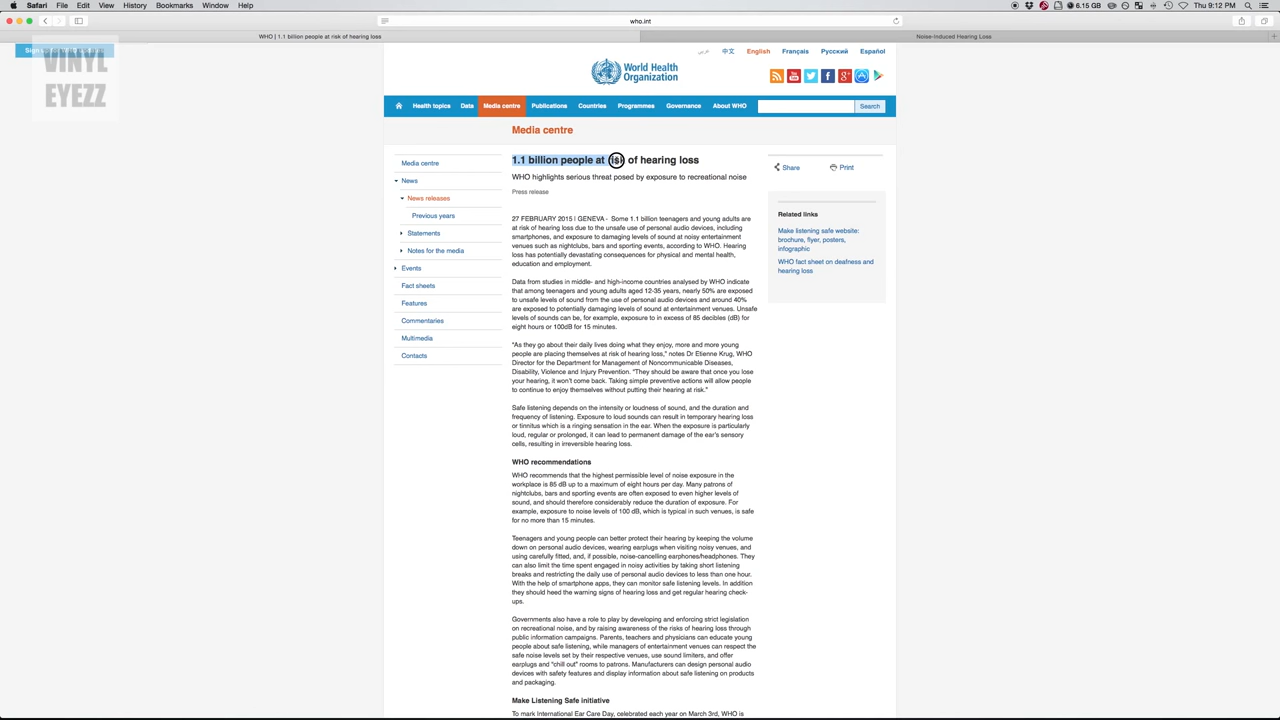 Safari File Edit View History Bookmarks Window Help
6.15 GB Thu 9:12 PM
who.int
WHO | 1.1 billion people at risk of hearing loss
Noise-Induced Hearing Loss
VINYL
EYEZZ
عربي 中文 English Français Русский Español
World Health
Organization
Health topics Data Media centre Publications Countries Programmes Governance About WHO Search
Media centre
Media centre
News
News releases
Previous years
Statements
Notes for the media
Events
Fact sheets
Features
Commentaries
Multimedia
Contacts
1.1 billion people at risk of hearing loss
WHO highlights serious threat posed by exposure to recreational noise
Press release
27 FEBRUARY 2015 | GENEVA - Some 1.1 billion teenagers and young adults are
at risk of hearing loss due to the unsafe use of personal audio devices, including
smartphones, and exposure to damaging levels of sound at noisy entertainment
venues such as nightclubs, bars and sporting events, according to WHO. Hearing
loss has potentially devastating consequences for physical and mental health,
education and employment.
Data from studies in middle- and high-income countries analysed by WHO indicate
that among teenagers and young adults aged 12-35 years, nearly 50% are exposed
to unsafe levels of sound from the use of personal audio devices and around 40%
are exposed to potentially damaging levels of sound at entertainment venues. Unsafe
levels of sounds can be, for example, exposure to in excess of 85 decibels (dB) for
eight hours or 100dB for 15 minutes.
"As they go about their daily lives doing what they enjoy, more and more young
people are placing themselves at risk of hearing loss," notes Dr Etienne Krug, WHO
Director for the Department for Management of Noncommunicable Diseases,
Disability, Violence and Injury Prevention. "They should be aware that once you lose
your hearing, it won't come back. Taking simple preventive actions will allow people
to continue to enjoy themselves without putting their hearing at risk."
Safe listening depends on the intensity or loudness of sound, and the duration and
frequency of listening. Exposure to loud sounds can result in temporary hearing loss
or tinnitus which is a ringing sensation in the ear. When the exposure is particularly
loud, regular or prolonged, it can lead to permanent damage of the ear's sensory
cells, resulting in irreversible hearing loss.
WHO recommendations
WHO recommends that the highest permissible level of noise exposure in the
workplace is 85 dB up to a maximum of eight hours per day. Many patrons of
nightclubs, bars and sporting events are often exposed to even higher levels of
sound, and should therefore considerably reduce the duration of exposure. For
example, exposure to noise levels of 100 dB, which is typical in such venues, is safe
for no more than 15 minutes.
Teenagers and young people can better protect their hearing by keeping the volume
down on personal audio devices, wearing earplugs when visiting noisy venues, and
using carefully fitted, and, if possible, noise-cancelling earphones/headphones. They
can also limit the time spent engaged in noisy activities by taking short listening
breaks and restricting the daily use of personal audio devices to less than one hour.
With the help of smartphone apps, they can monitor safe listening levels. In addition
they should heed the warning signs of hearing loss and get regular hearing check-
ups.
Governments also have a role to play by developing and enforcing strict legislation
on recreational noise, and by raising awareness of the risks of hearing loss through
public information campaigns. Parents, teachers and physicians can educate young
people about safe listening, while managers of entertainment venues can respect the
safe noise levels set by their respective venues, use sound limiters, and offer
earplugs and "chill out" rooms to patrons. Manufacturers can design personal audio
devices with safety features and display information about safe listening on products
and packaging.
Make Listening Safe initiative
To mark International Ear Care Day, celebrated each year on March 3rd, WHO is
Share Print
Related links
Make listening safe website:
brochure, flyer, posters,
infographic
WHO fact sheet on deafness and
hearing loss